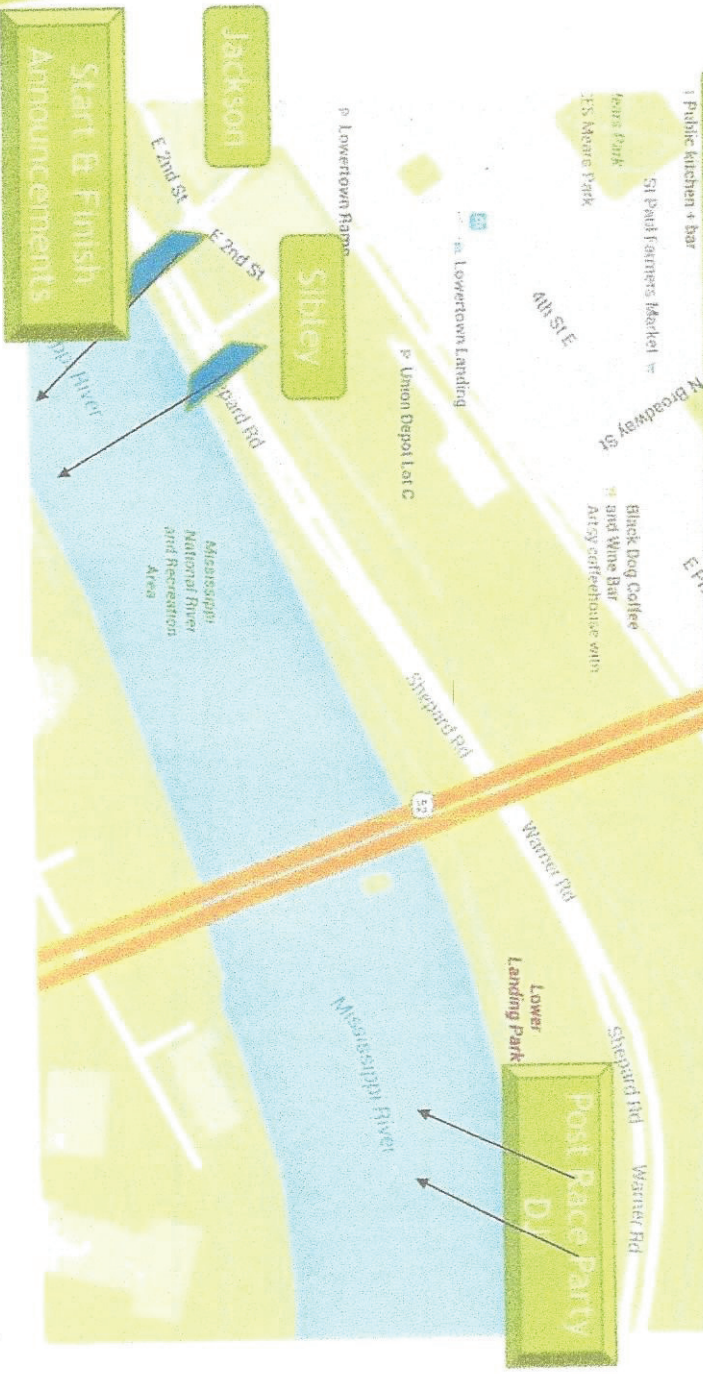 Public kitchen + bar
St Paul Farmers Market
Mears Park
Mears Park
N Broadway St
4th St E
Black Dog Coffee
and Wine Bar
Artsy coffeehouse with
Lowertown Landing
P Union Depot Lot C
P Lowertown Ramp
Jackson
Sibley
E 2nd St
E 2nd St
Start & Finish
Announcements
River
Shepard Rd
Mississippi
National River
and Recreation
Area
52
Warner Rd
Lower
Landing Park
Shepard Rd
Warner Rd
Post Race Party
Mississippi River